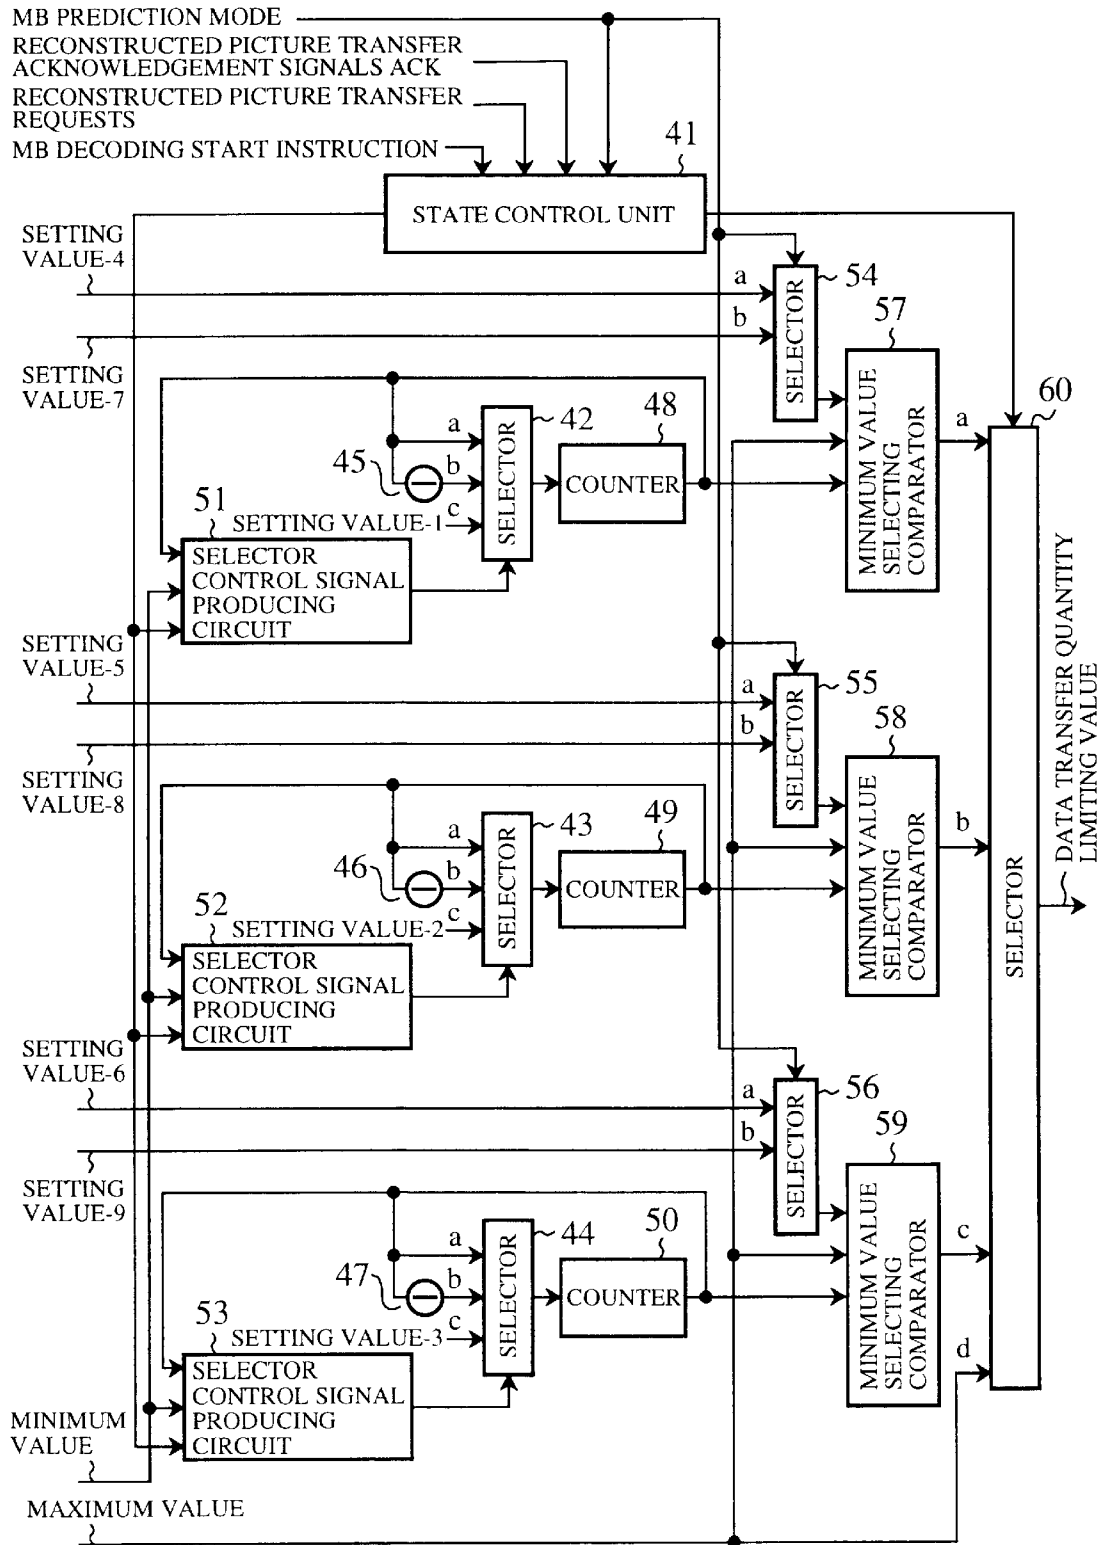 MB PREDICTION MODE
RECONSTRUCTED PICTURE TRANSFER
ACKNOWLEDGEMENT SIGNALS ACK
RECONSTRUCTED PICTURE TRANSFER
REQUESTS
MB DECODING START INSTRUCTION
41
STATE CONTROL UNIT
SETTING
VALUE-4
a
54
b
SELECTOR
57
SETTING
VALUE-7
60
42
48
a
MINIMUM VALUE
SELECTING
COMPARATOR
a
45
b
SELECTOR
COUNTER
51
c
SETTING VALUE-1
SELECTOR
CONTROL SIGNAL
PRODUCING
CIRCUIT
SETTING
VALUE-5
a
55
b
SELECTOR
58
SETTING
VALUE-8
43
49
a
MINIMUM VALUE
SELECTING
COMPARATOR
b
46
b
SELECTOR
COUNTER
SELECTOR
DATA TRANSFER QUANTITY
LIMITING VALUE
52
c
SETTING VALUE-2
SELECTOR
CONTROL SIGNAL
PRODUCING
CIRCUIT
SETTING
VALUE-6
a
56
b
SELECTOR
59
SETTING
VALUE-9
44
50
a
MINIMUM VALUE
SELECTING
COMPARATOR
c
47
b
SELECTOR
COUNTER
53
c
SETTING VALUE-3
d
SELECTOR
CONTROL SIGNAL
PRODUCING
CIRCUIT
MINIMUM
VALUE
MAXIMUM VALUE